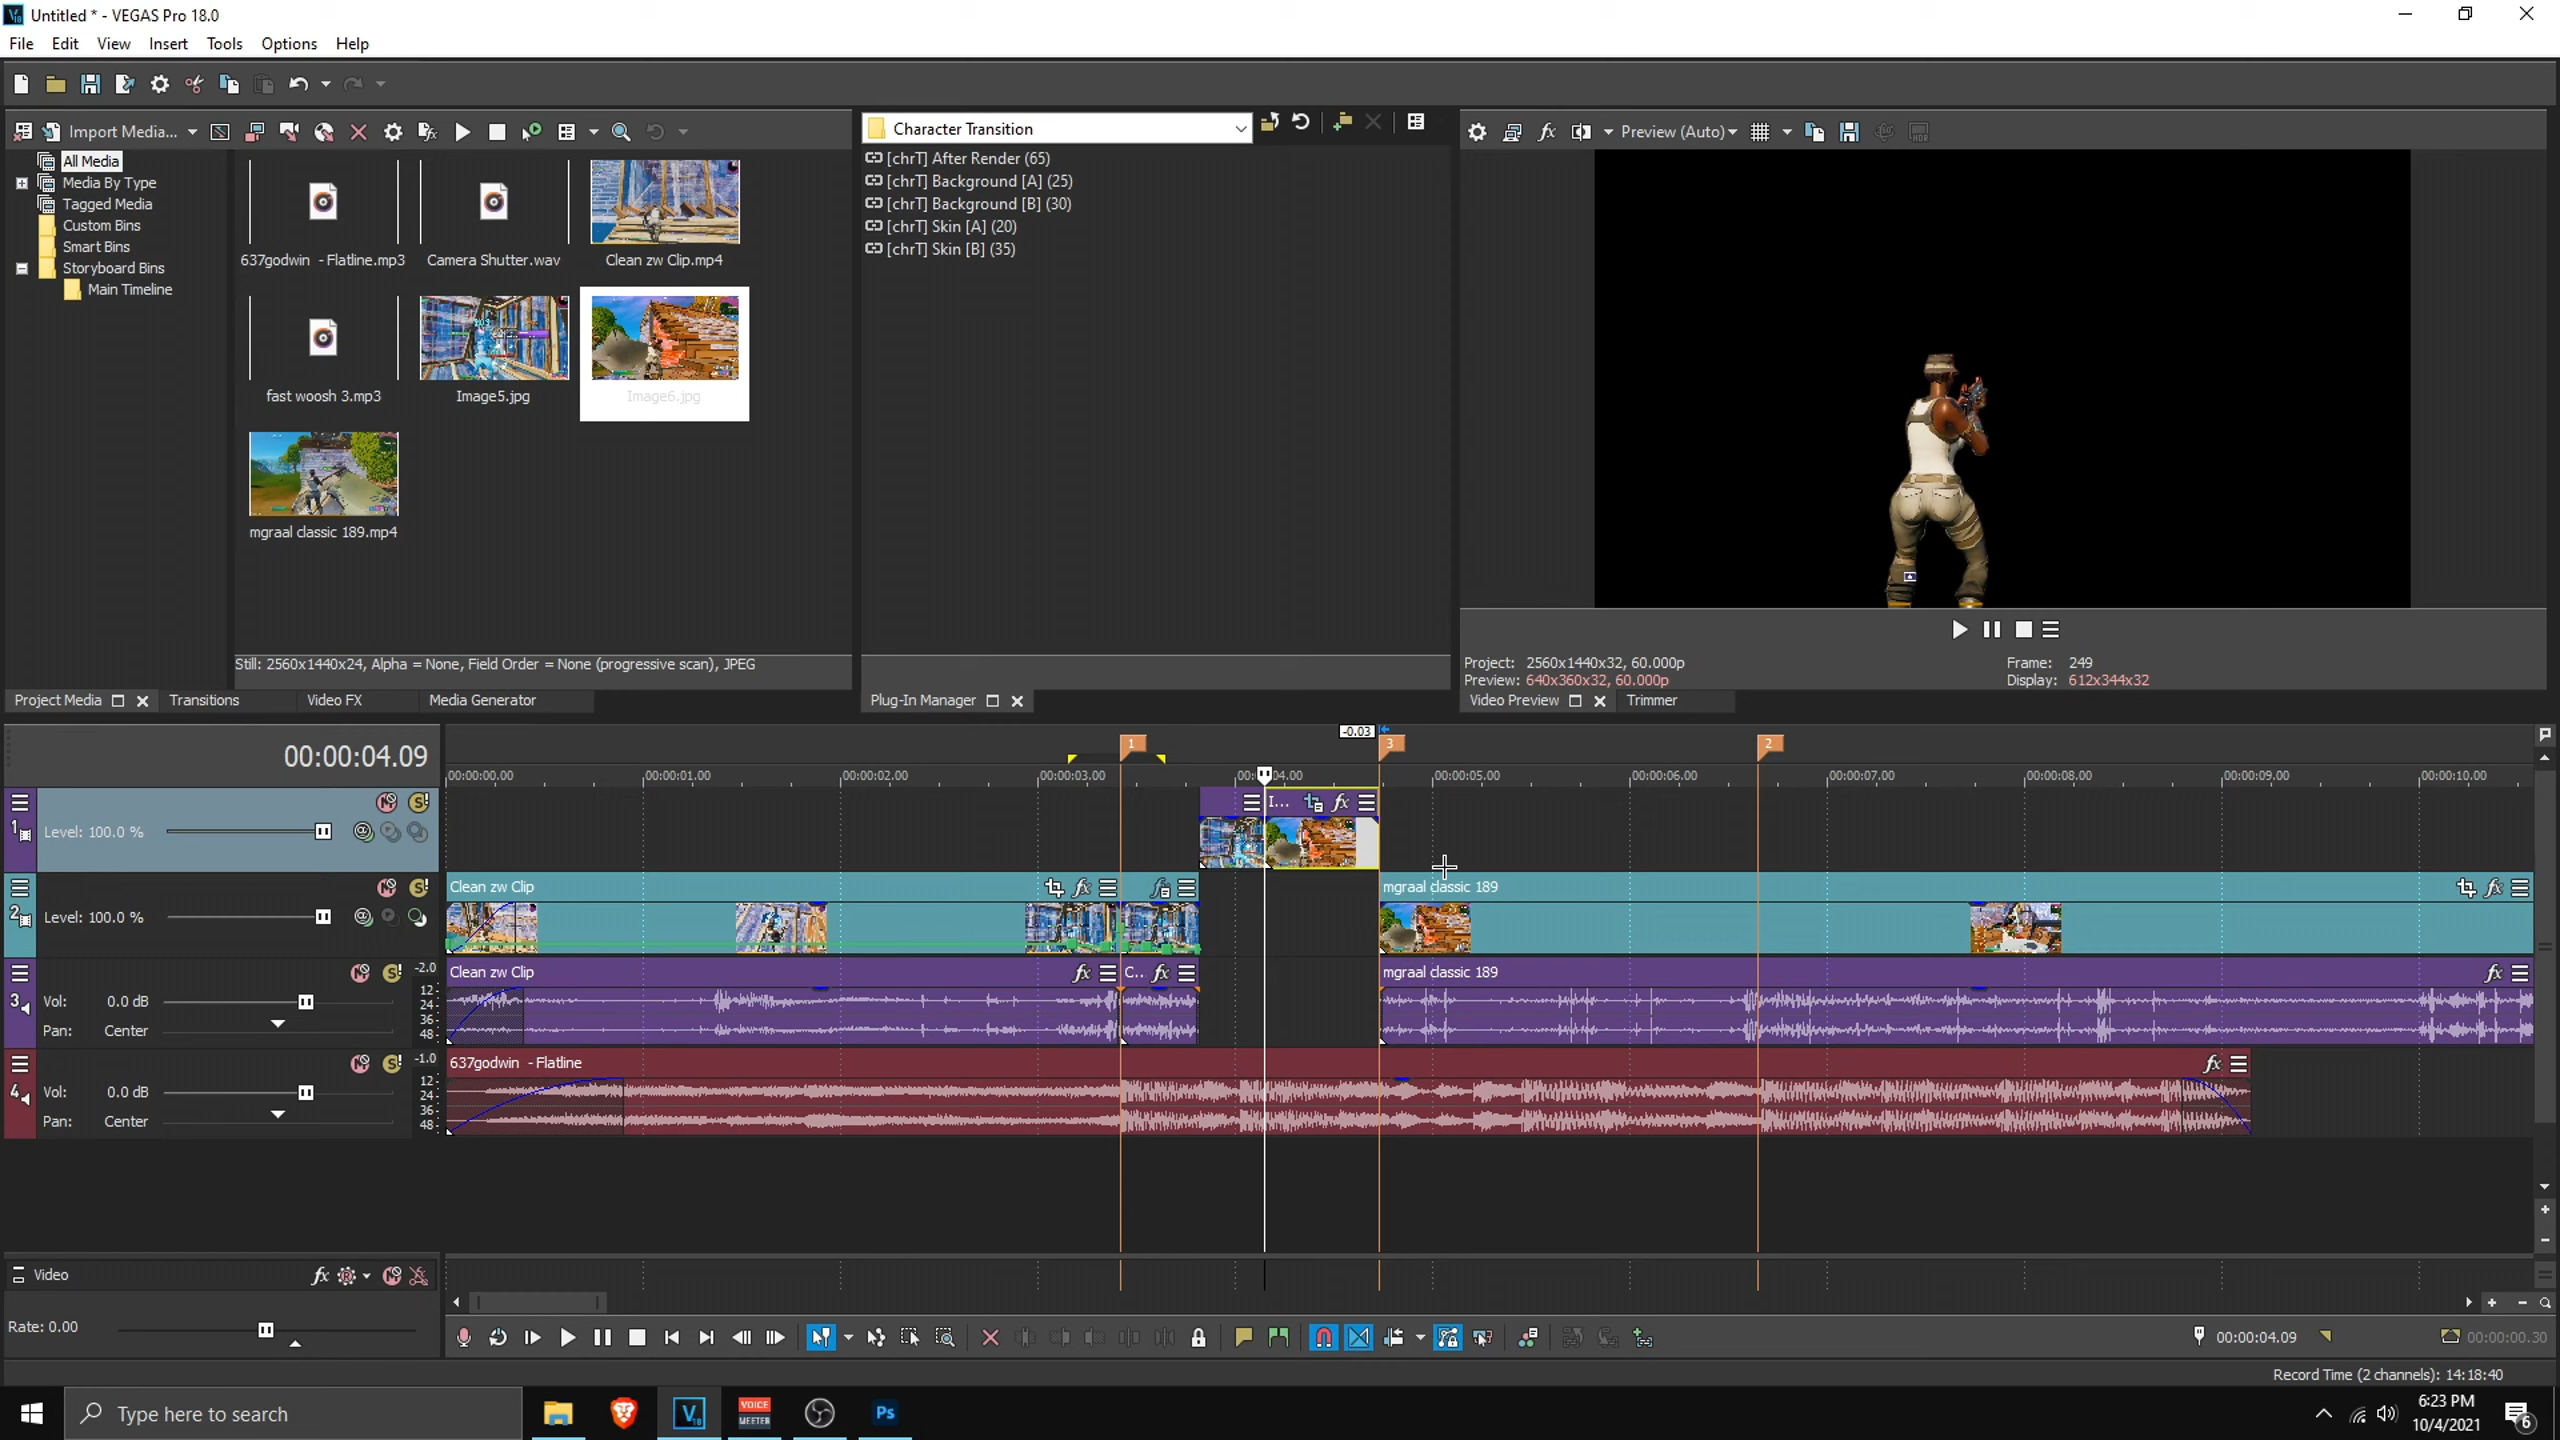 Untitled * - VEGAS Pro 18.0
File Edit View Insert Tools Options Help
Import Media...
All Media
Media By Type
Tagged Media
Custom Bins
Smart Bins
Storyboard Bins
Main Timeline
637godwin - Flatline.mp3
Camera Shutter.wav
Clean zw Clip.mp4
fast woosh 3.mp3
Image5.jpg
Image6.jpg
mgraal classic 189.mp4
Still: 2560x1440x24, Alpha = None, Field Order = None (progressive scan), JPEG
Project Media Transitions Video FX Media Generator
Character Transition
[chrT] After Render (65)
[chrT] Background [A] (25)
[chrT] Background [B] (30)
[chrT] Skin [A] (20)
[chrT] Skin [B] (35)
Plug-In Manager
Preview (Auto)
Project: 2560x1440x32, 60.000p
Preview: 640x360x32, 60.000p
Frame: 249
Display: 612x344x32
Video Preview Trimmer
00:00:04.09
-0.03
1 3 2
00:00:00.00 00:00:01.00 00:00:02.00 00:00:03.00 00:00:05.00 00:00:06.00 00:00:07.00 00:00:08.00 00:00:09.00 00:00:10.00
1 Level: 100.0 %
I...
2 Level: 100.0 %
Clean zw Clip
mgraal classic 189
3 Vol: 0.0 dB
Pan: Center
-2.0
12
24
36
48
Clean zw Clip
C...
mgraal classic 189
4 Vol: 0.0 dB
Pan: Center
-1.0
12
24
36
48
637godwin - Flatline
Video
Rate: 0.00
00:00:04.09
00:00:00.30
Record Time (2 channels): 14:18:40
Type here to search
VOICE
MEETER
Ps
6:23 PM
10/4/2021
6